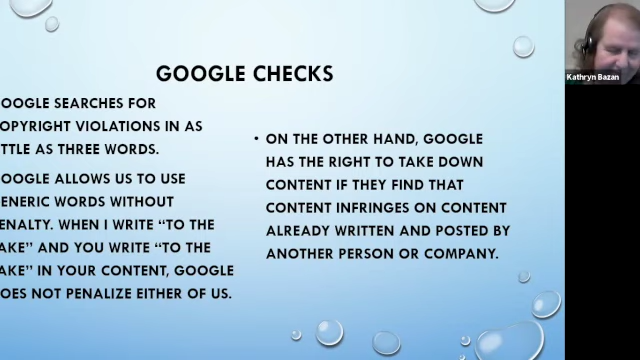 GOOGLE CHECKS
OOGLE SEARCHES FOR
OPYRIGHT VIOLATIONS IN AS
TTLE AS THREE WORDS.
OOGLE ALLOWS US TO USE
ENERIC WORDS WITHOUT
ENALTY. WHEN I WRITE “TO THE
AKE” AND YOU WRITE “TO THE
AKE” IN YOUR CONTENT, GOOGLE
OES NOT PENALIZE EITHER OF US.
• ON THE OTHER HAND, GOOGLE
HAS THE RIGHT TO TAKE DOWN
CONTENT IF THEY FIND THAT
CONTENT INFRINGES ON CONTENT
ALREADY WRITTEN AND POSTED BY
ANOTHER PERSON OR COMPANY.
Kathryn Bazan